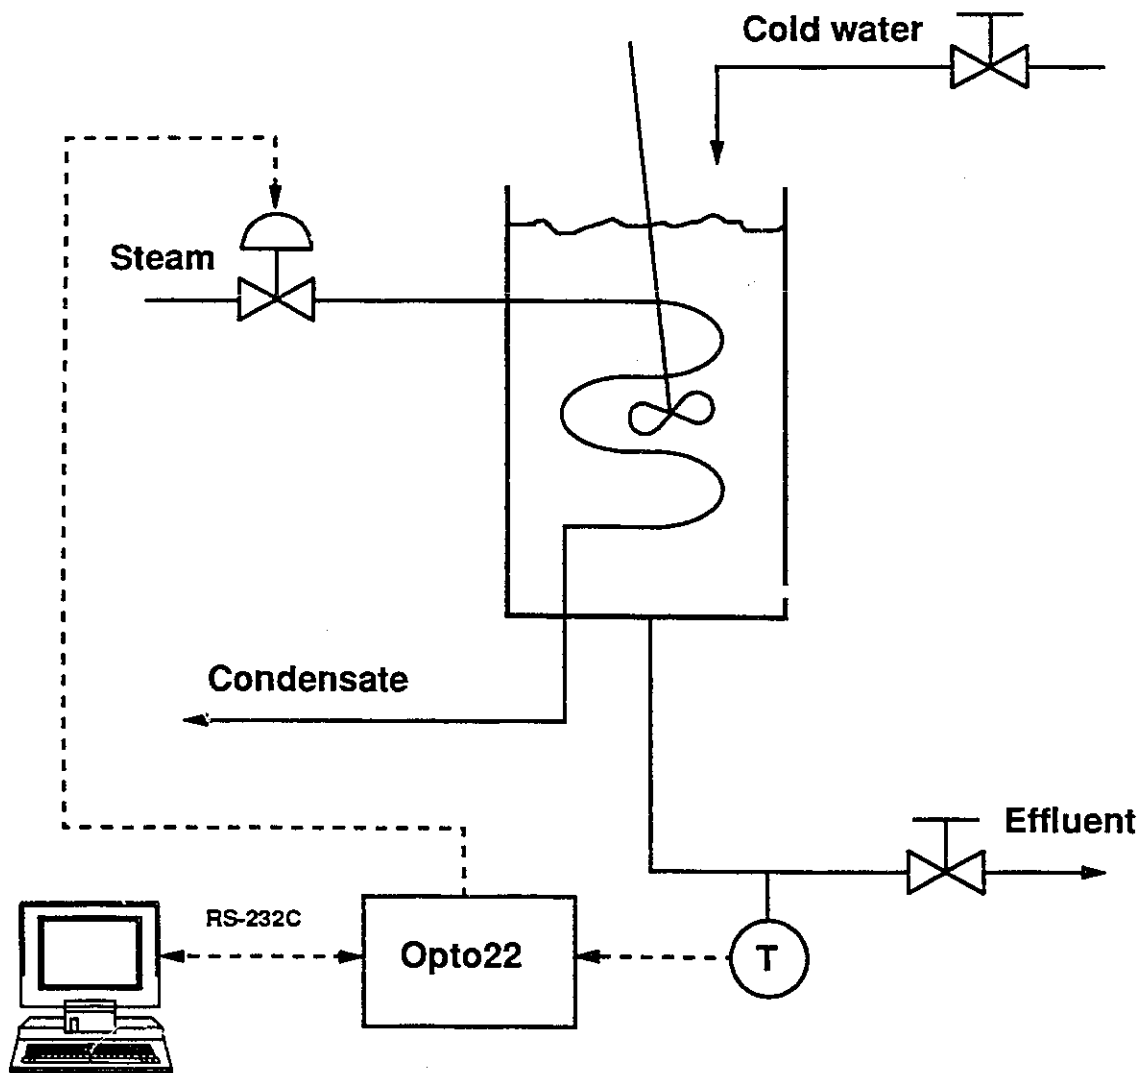 Cold water
Steam
Condensate
Effluent
RS-232C
Opto22
T